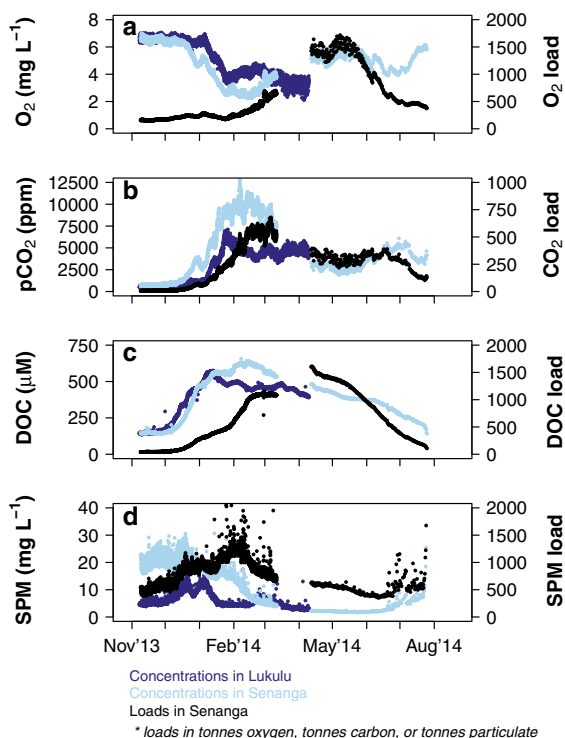 a
O2 (mg L−1)
8
6
4
2
0
2000
1500
1000
500
0
O2 load
b
pCO2 (ppm)
12500
10000
7500
5000
2500
0
1000
750
500
250
0
CO2 load
c
DOC (μM)
750
500
250
0
2000
1500
1000
500
0
DOC load
d
SPM (mg L−1)
40
30
20
10
0
2000
1500
1000
500
0
SPM load
Nov'13 Feb'14 May'14 Aug'14
Concentrations in Lukulu
Concentrations in Senanga
Loads in Senanga
* loads in tonnes oxygen, tonnes carbon, or tonnes particulate